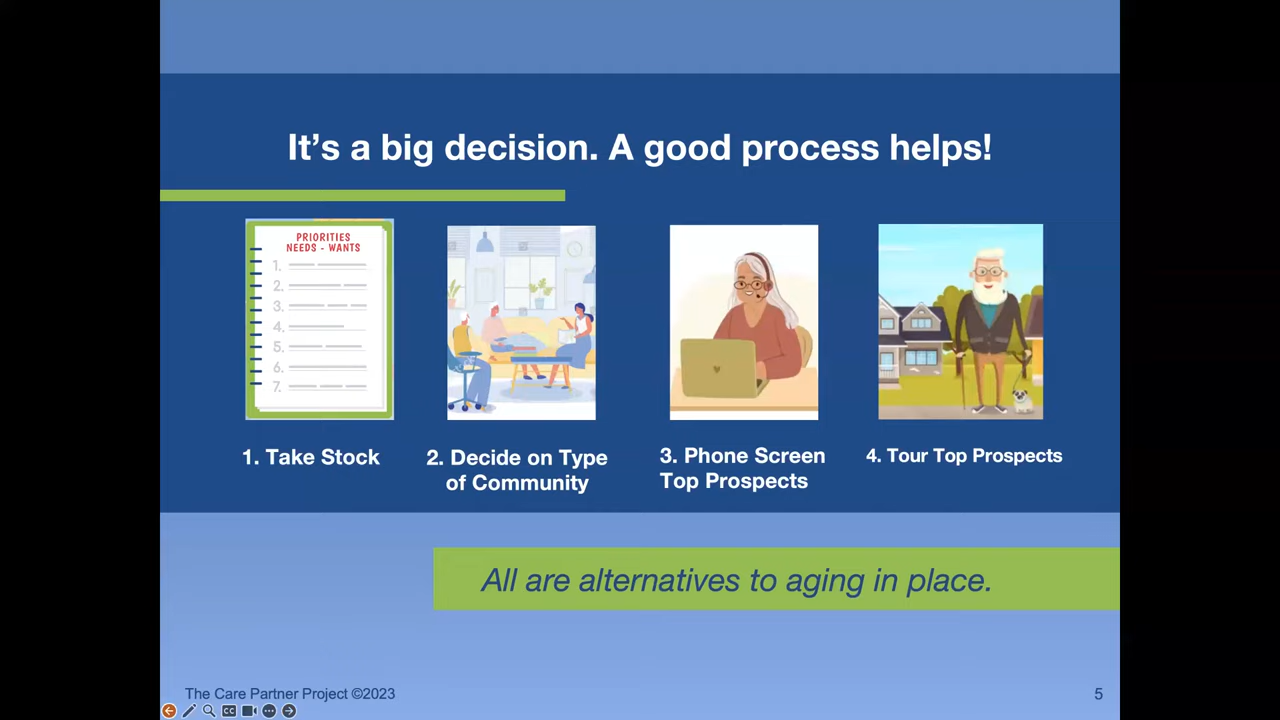 It’s a big decision. A good process helps!
PRIORITIES
NEEDS - WANTS
1.
2.
3.
4.
5.
6.
7.
1. Take Stock
2. Decide on Type
of Community
3. Phone Screen
Top Prospects
4. Tour Top Prospects
All are alternatives to aging in place.
The Care Partner Project ©2023
5
CC